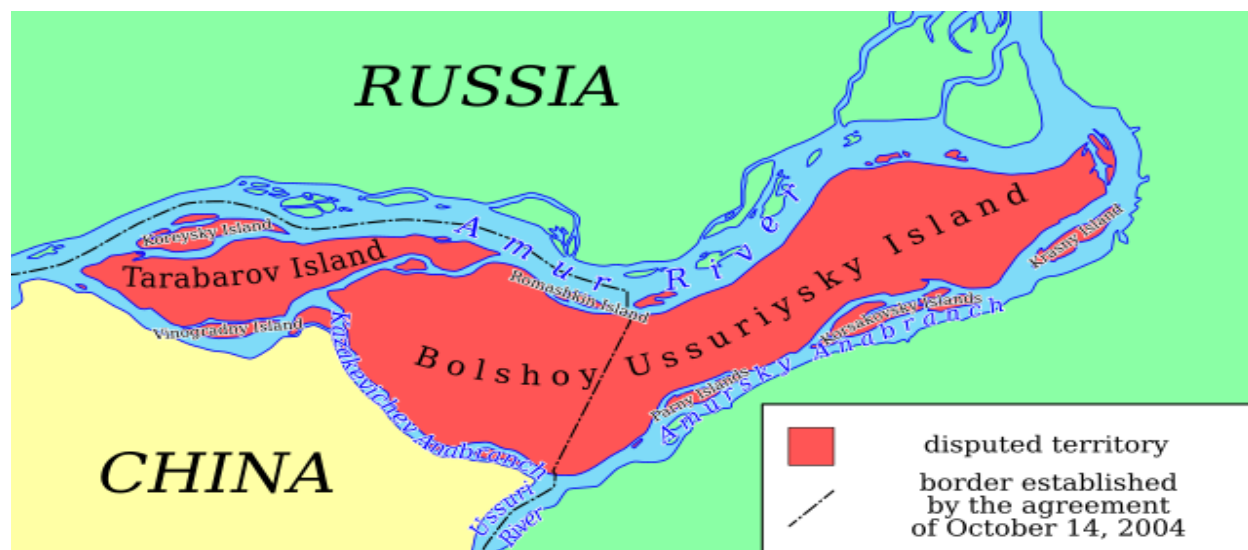 RUSSIA
Amur River
Koreysky Island
Tarabarov Island
Romashkin Island
Vinogradny Island
Kazakevichev Anabranch
Bolshoy Ussuriysky Island
Krasny Island
Korsakovsky Islands
Parny Islands
Amursky Anabranch
CHINA
Ussuri
River
disputed territory
border established
by the agreement
of October 14, 2004